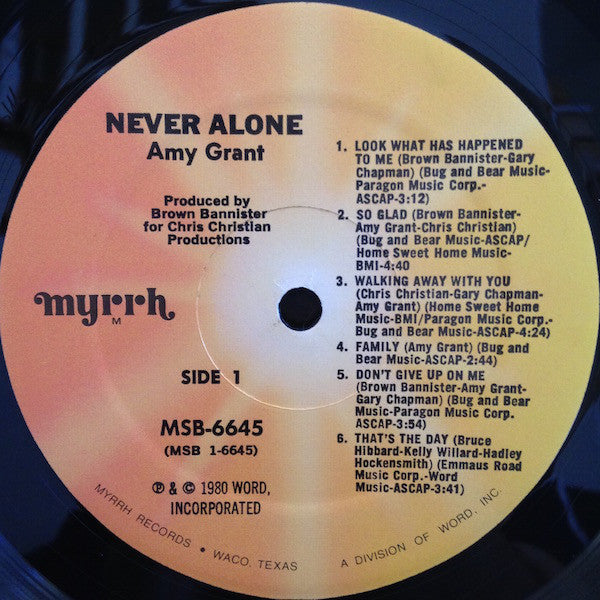 NEVER ALONE
Amy Grant
Produced by
Brown Bannister
for Chris Christian
Productions
myrrh
M
SIDE 1
MSB-6645
(MSB 1-6645)
℗ & © 1980 WORD,
INCORPORATED
1. LOOK WHAT HAS HAPPENED
TO ME (Brown Bannister-Gary
Chapman) (Bug and Bear Music-
Paragon Music Corp.-
ASCAP-3:12)
2. SO GLAD (Brown Bannister-
Amy Grant-Chris Christian)
(Bug and Bear Music-ASCAP/
Home Sweet Home Music-
BMI-4:40
3. WALKING AWAY WITH YOU
(Chris Christian-Gary Chapman-
Amy Grant) (Home Sweet Home
Music-BMI/Paragon Music Corp.-
Bug and Bear Music-ASCAP-4:24)
4. FAMILY (Amy Grant) (Bug and
Bear Music-ASCAP-2:44)
5. DON'T GIVE UP ON ME
(Brown Bannister-Amy Grant-
Gary Chapman) (Bug and Bear
Music-Paragon Music Corp.
ASCAP-3:54)
6. THAT'S THE DAY (Bruce
Hibbard-Kelly Willard-Hadley
Hockensmith) (Emmaus Road
Music Corp.-Word
Music-ASCAP-3:41)
MYRRH RECORDS • WACO, TEXAS
A DIVISION OF WORD, INC.